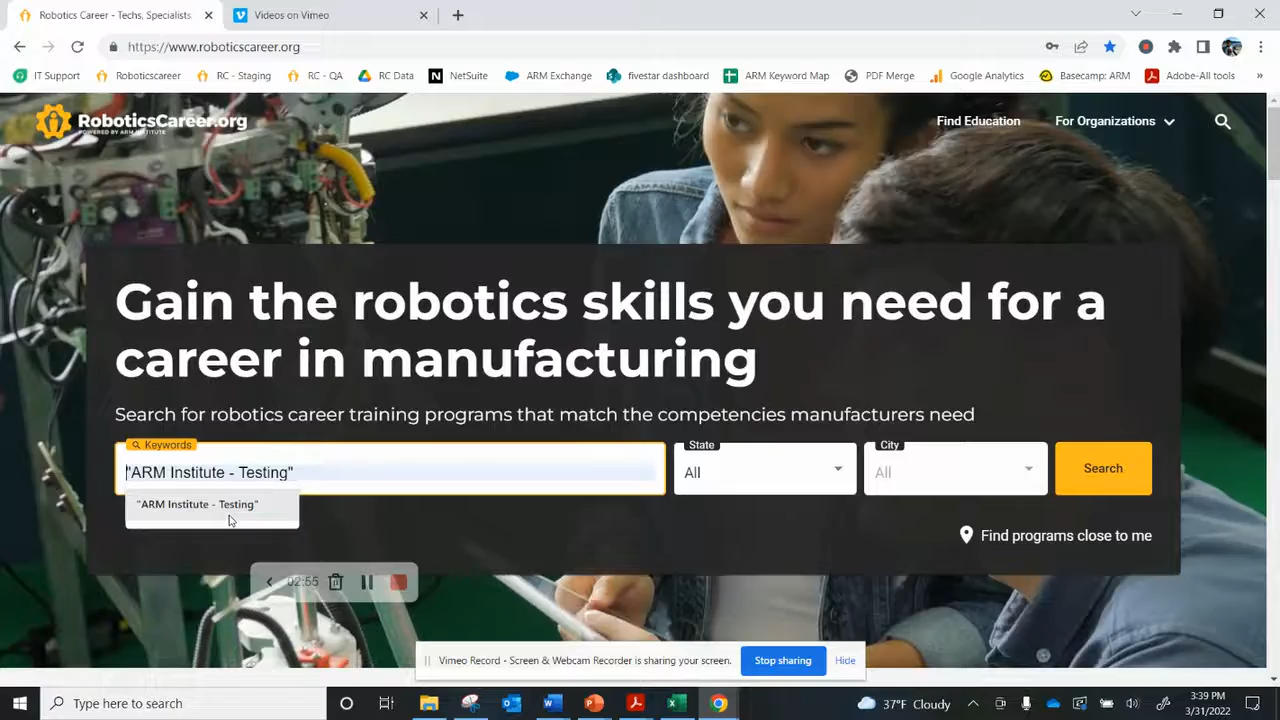 Robotics Career - Techs, Specialists
Videos on Vimeo
https://www.roboticscareer.org
IT Support
Roboticscareer
RC - Staging
RC - QA
RC Data
NetSuite
ARM Exchange
fivestar dashboard
ARM Keyword Map
PDF Merge
Google Analytics
Basecamp: ARM
Adobe-All tools
»
RoboticsCareer.org
POWERED BY ARM INSTITUTE
Find Education
For Organizations
Gain the robotics skills you need for a
career in manufacturing
Search for robotics career training programs that match the competencies manufacturers need
Keywords
"ARM Institute - Testing"
State
All
City
All
Search
"ARM Institute - Testing"
Find programs close to me
02:55
Vimeo Record - Screen & Webcam Recorder is sharing your screen.
Stop sharing
Hide
Type here to search
37°F Cloudy
3:39 PM
3/31/2022